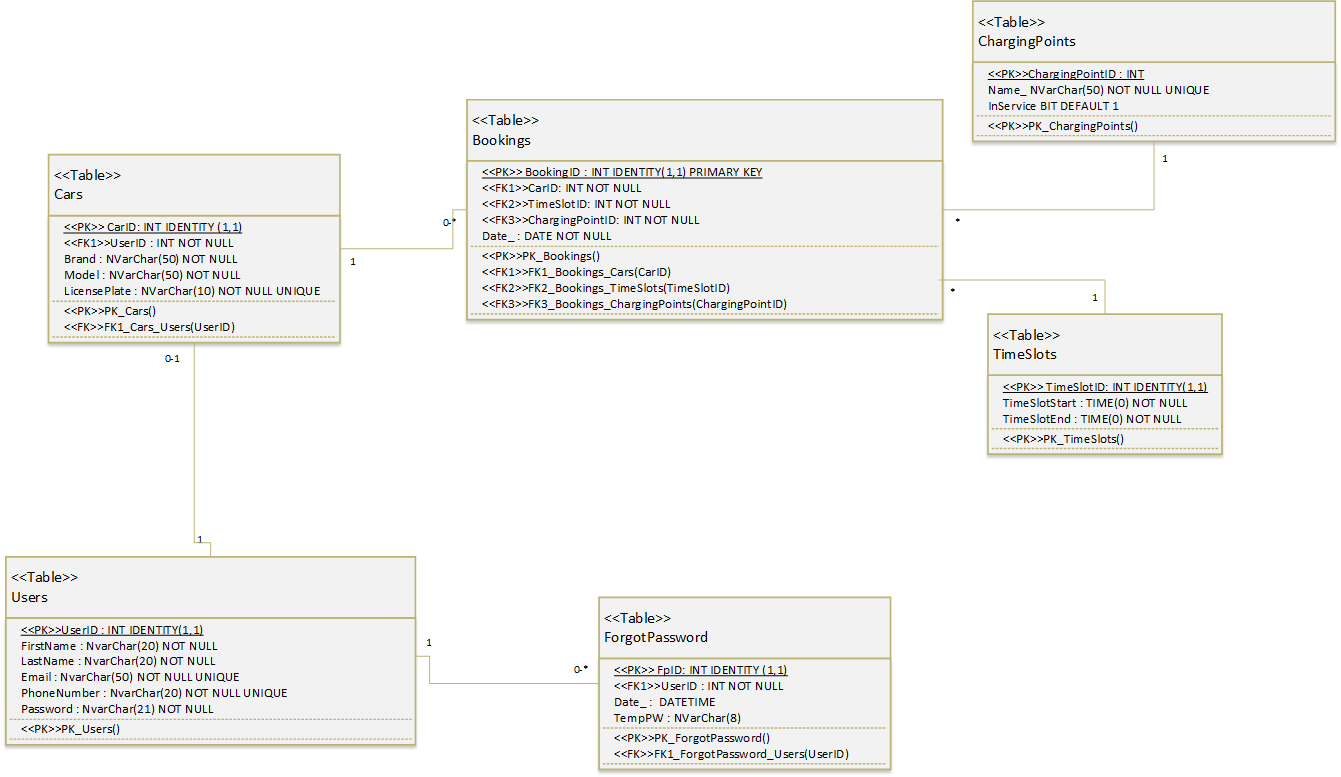 <<Table>>
ChargingPoints
<<PK>>ChargingPointID : INT
Name_ NVarChar(50) NOT NULL UNIQUE
InService BIT DEFAULT 1
<<PK>>PK_ChargingPoints()
1
<<Table>>
Bookings
<<PK>> BookingID : INT IDENTITY(1,1) PRIMARY KEY
<<FK1>>CarID: INT NOT NULL
<<FK2>>TimeSlotID: INT NOT NULL
<<FK3>>ChargingPointID: INT NOT NULL
Date_ : DATE NOT NULL
<<PK>>PK_Bookings()
<<FK1>>FK1_Bookings_Cars(CarID)
<<FK2>>FK2_Bookings_TimeSlots(TimeSlotID)
<<FK3>>FK3_Bookings_ChargingPoints(ChargingPointID)
*
*
1
0-*
1
<<Table>>
Cars
<<PK>> CarID: INT IDENTITY (1,1)
<<FK1>>UserID : INT NOT NULL
Brand : NVarChar(50) NOT NULL
Model : NVarChar(50) NOT NULL
LicensePlate : NVarChar(10) NOT NULL UNIQUE
<<PK>>PK_Cars()
<<FK>>FK1_Cars_Users(UserID)
0-1
1
<<Table>>
TimeSlots
<<PK>> TimeSlotID: INT IDENTITY(1,1)
TimeSlotStart : TIME(0) NOT NULL
TimeSlotEnd : TIME(0) NOT NULL
<<PK>>PK_TimeSlots()
<<Table>>
Users
<<PK>>UserID : INT IDENTITY(1,1)
FirstName : NvarChar(20) NOT NULL
LastName : NvarChar(20) NOT NULL
Email : NvarChar(50) NOT NULL UNIQUE
PhoneNumber : NvarChar(20) NOT NULL UNIQUE
Password : NvarChar(21) NOT NULL
<<PK>>PK_Users()
1
0-*
<<Table>>
ForgotPassword
<<PK>> FpID: INT IDENTITY (1,1)
<<FK1>>UserID : INT NOT NULL
Date_ : DATETIME
TempPW : NVarChar(8)
<<PK>>PK_ForgotPassword()
<<FK>>FK1_ForgotPassword_Users(UserID)